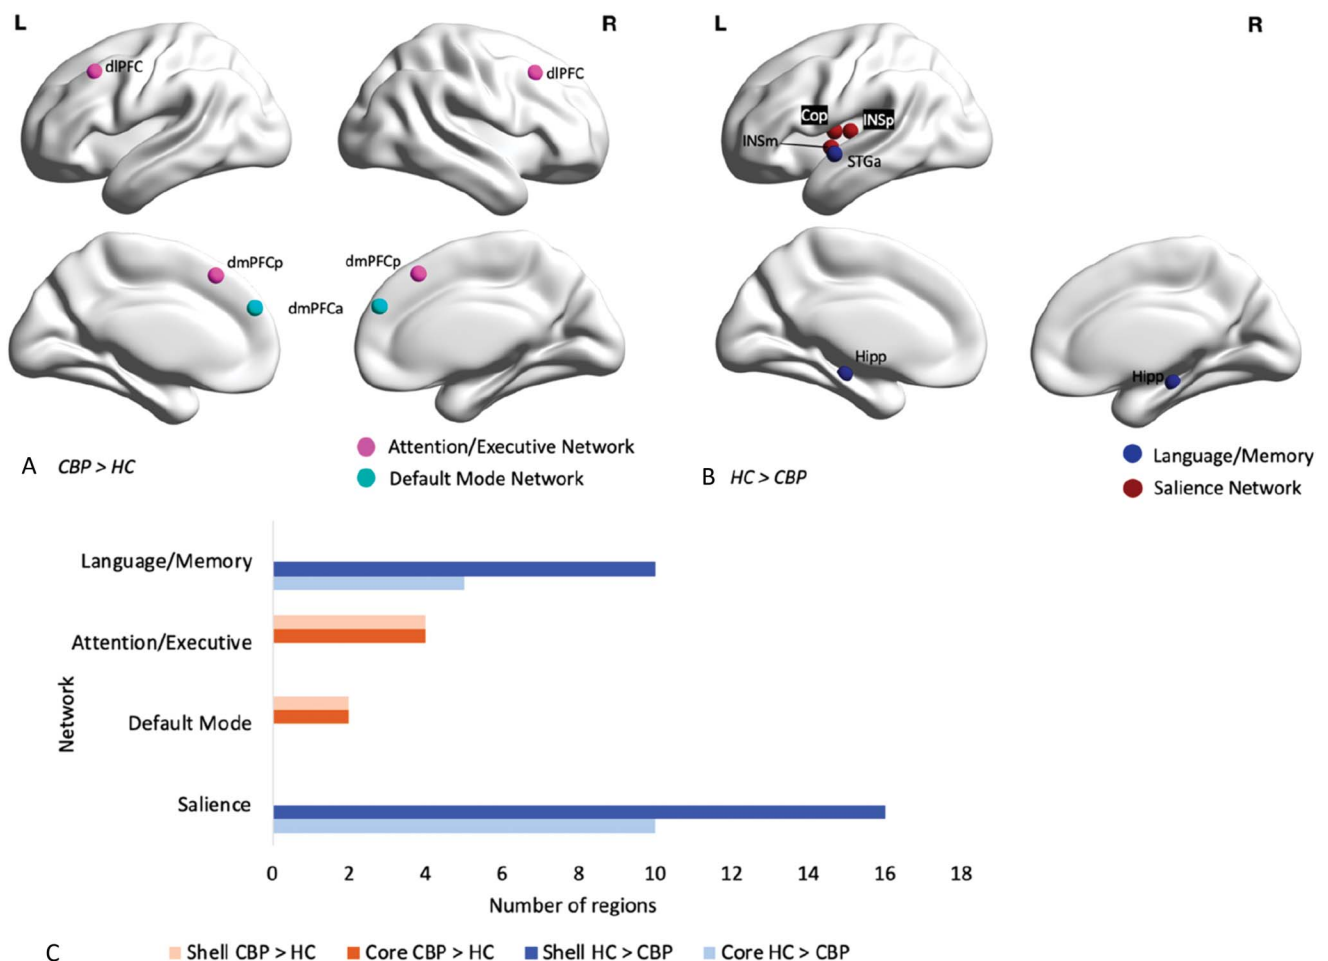 L
R
dlPFC
dlPFC
dmPFCp
dmPFCp
dmPFCa
Attention/Executive Network
Default Mode Network
A CBP > HC
L
R
Cop
INSp
INSm
STGa
Hipp
Hipp
Language/Memory
Salience Network
B HC > CBP
Network
Language/Memory
Attention/Executive
Default Mode
Salience
0 2 4 6 8 10 12 14 16 18
Number of regions
C
Shell CBP > HC Core CBP > HC Shell HC > CBP Core HC > CBP